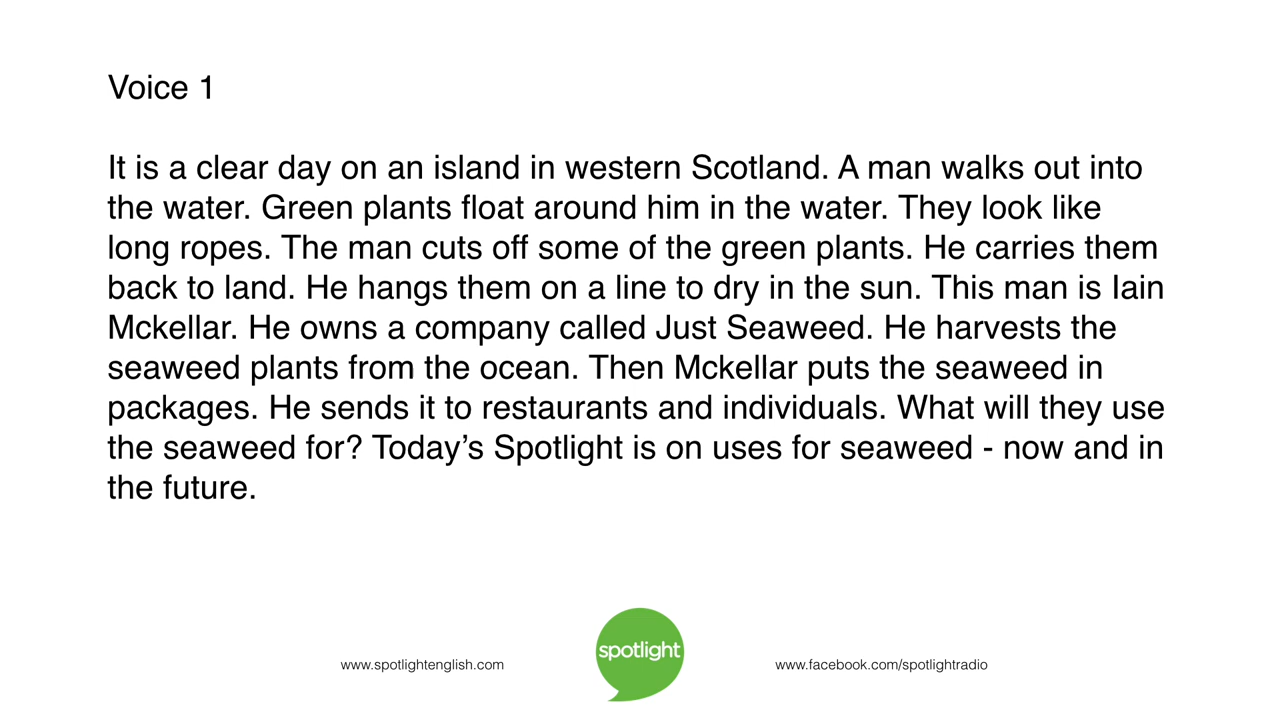 Voice 1
It is a clear day on an island in western Scotland. A man walks out into
the water. Green plants float around him in the water. They look like
long ropes. The man cuts off some of the green plants. He carries them
back to land. He hangs them on a line to dry in the sun. This man is Iain
Mckellar. He owns a company called Just Seaweed. He harvests the
seaweed plants from the ocean. Then Mckellar puts the seaweed in
packages. He sends it to restaurants and individuals. What will they use
the seaweed for? Today’s Spotlight is on uses for seaweed - now and in
the future.
www.spotlightenglish.com
spotlight
www.facebook.com/spotlightradio